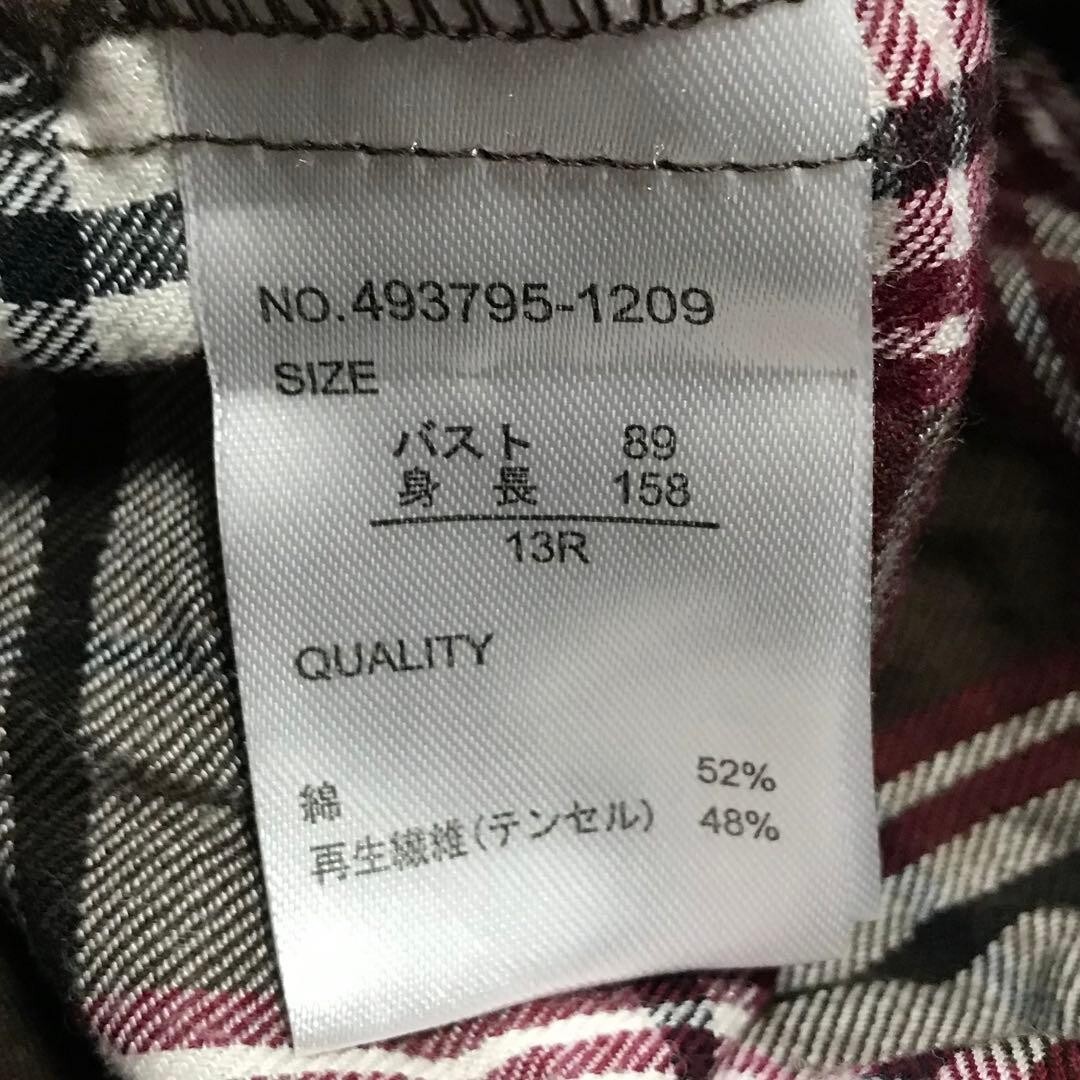 NO.493795-1209
SIZE
バスト 89
身 長 158
13R
QUALITY
綿 52%
再生繊維(テンセル) 48%